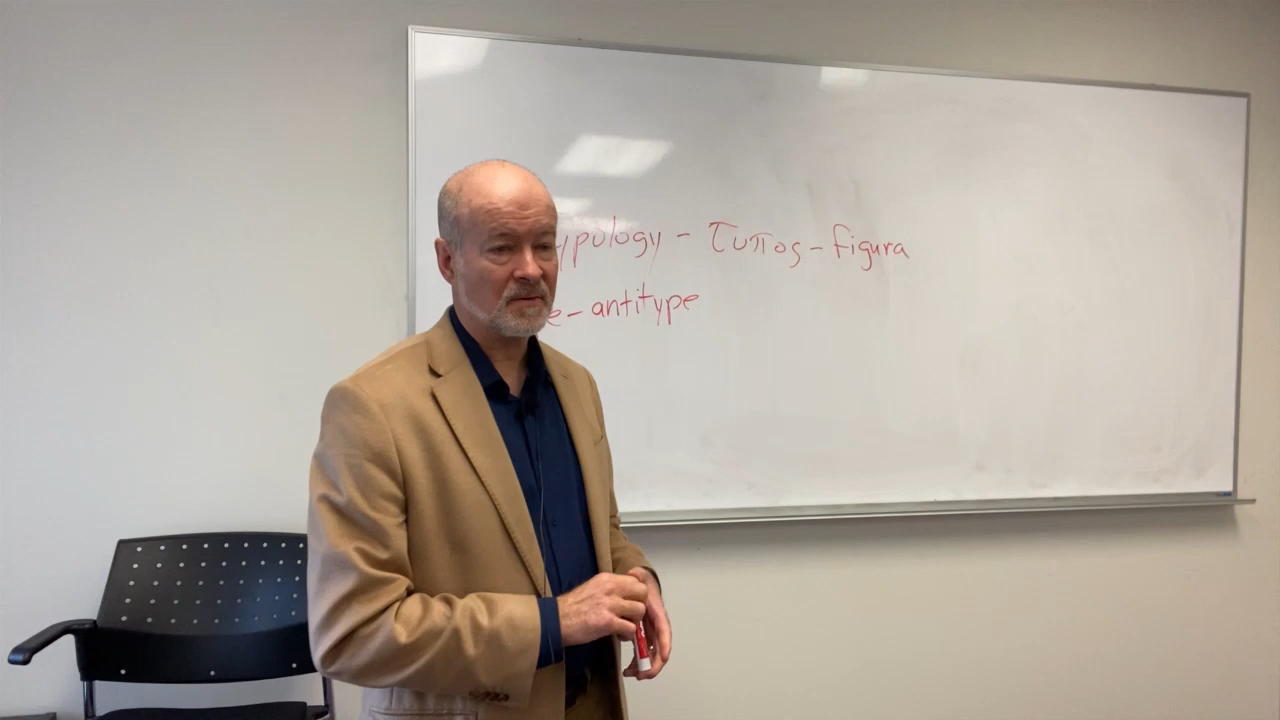 ypology - τυπος - figura
e - antitype